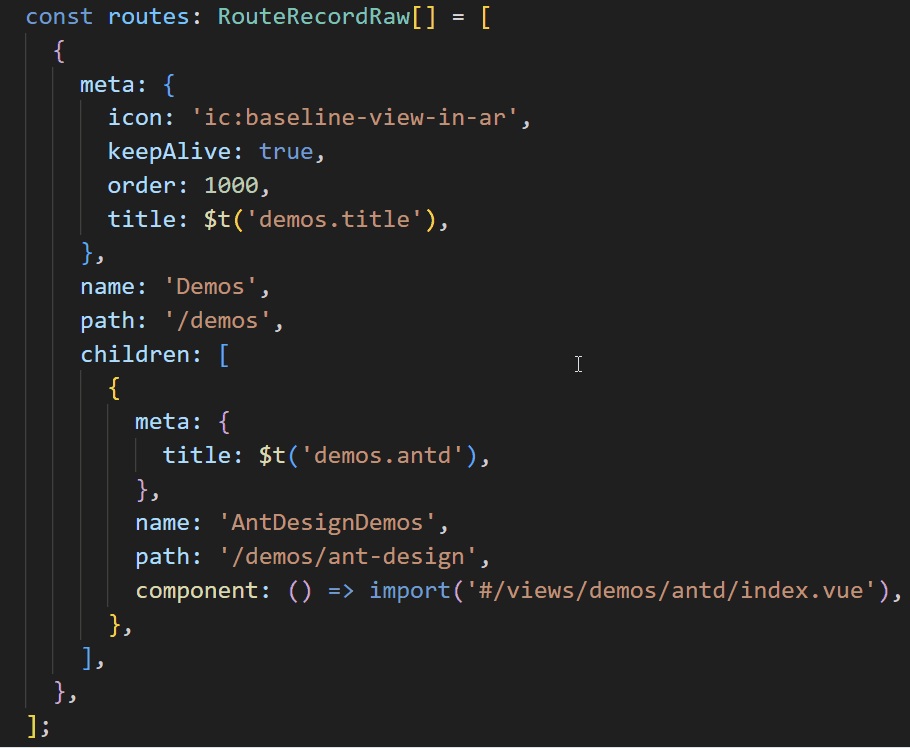 const routes: RouteRecordRaw[] = [
  {
    meta: {
      icon: 'ic:baseline-view-in-ar',
      keepAlive: true,
      order: 1000,
      title: $t('demos.title'),
    },
    name: 'Demos',
    path: '/demos',
    children: [
      {
        meta: {
          title: $t('demos.antd'),
        },
        name: 'AntDesignDemos',
        path: '/demos/ant-design',
        component: () => import('#/views/demos/antd/index.vue'),
      },
    ],
  },
];